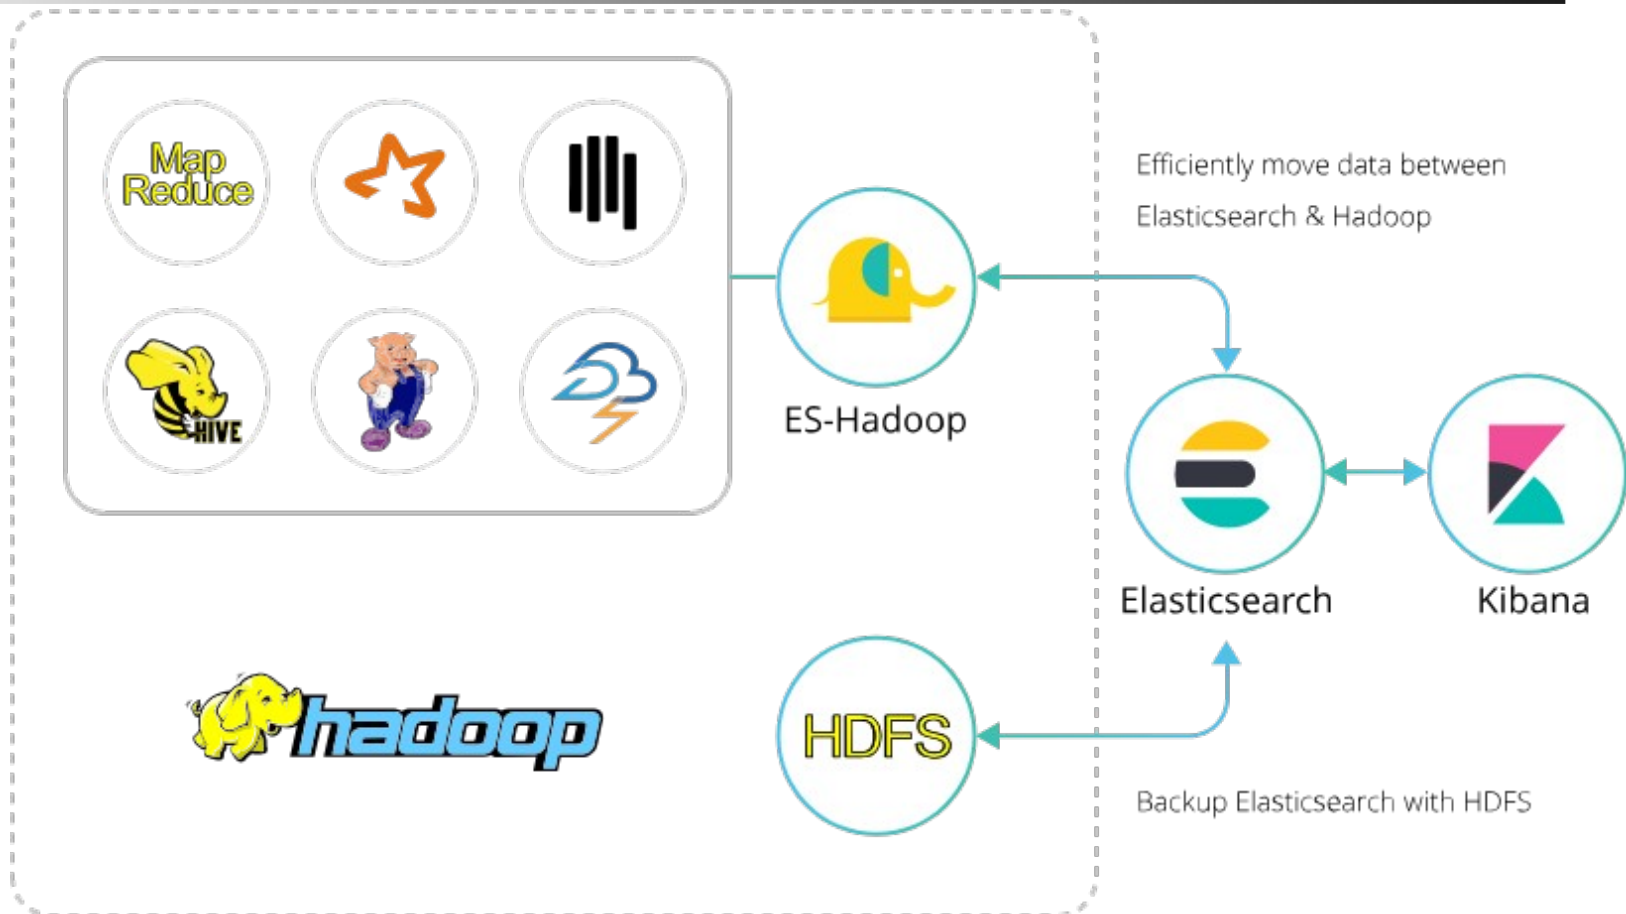 Map
Reduce
HIVE
ES-Hadoop
Efficiently move data between
Elasticsearch & Hadoop
Elasticsearch
Kibana
hadoop
HDFS
Backup Elasticsearch with HDFS